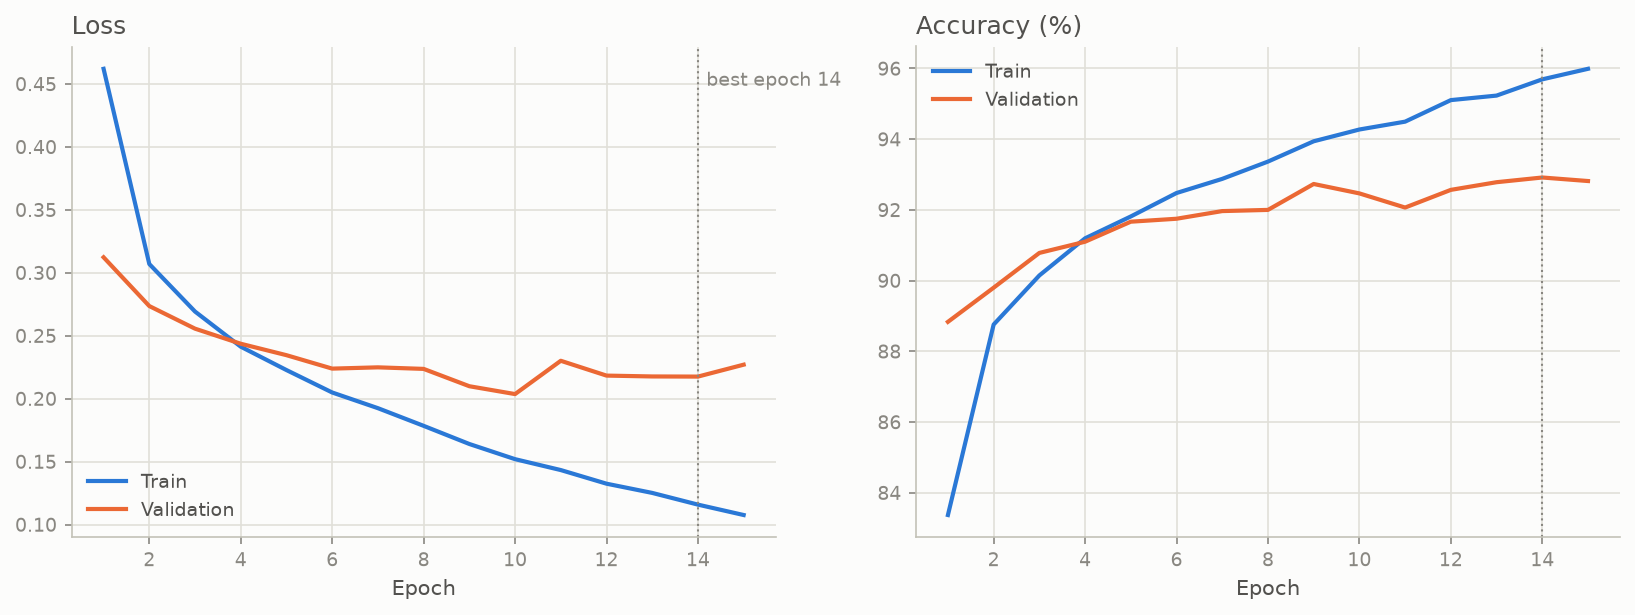 Loss
0.45
0.40
0.35
0.30
0.25
0.20
0.15
0.10
best epoch 14
Train
Validation
2 4 6 8 10 12 14
Epoch
Accuracy (%)
96
94
92
90
88
86
84
Train
Validation
2 4 6 8 10 12 14
Epoch